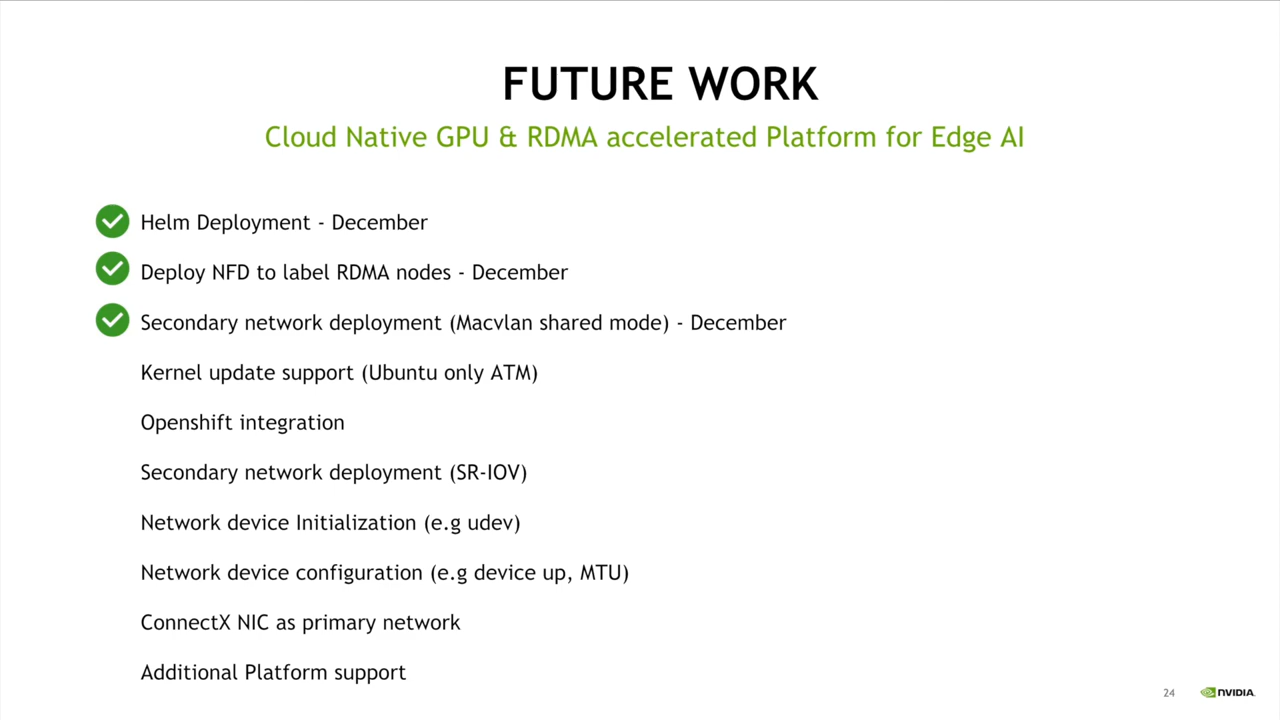 FUTURE WORK
Cloud Native GPU & RDMA accelerated Platform for Edge AI
Helm Deployment - December
Deploy NFD to label RDMA nodes - December
Secondary network deployment (Macvlan shared mode) - December
Kernel update support (Ubuntu only ATM)
Openshift integration
Secondary network deployment (SR-IOV)
Network device Initialization (e.g udev)
Network device configuration (e.g device up, MTU)
ConnectX NIC as primary network
Additional Platform support
24 NVIDIA.